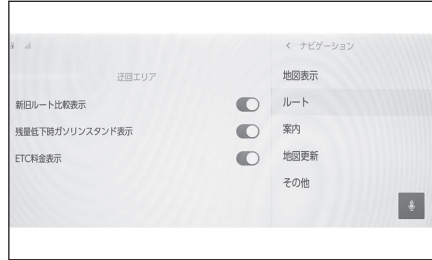 迂回エリア
新旧ルート比較表示
残量低下時ガソリンスタンド表示
ETC料金表示
ナビゲーション
地図表示
ルート
案内
地図更新
その他